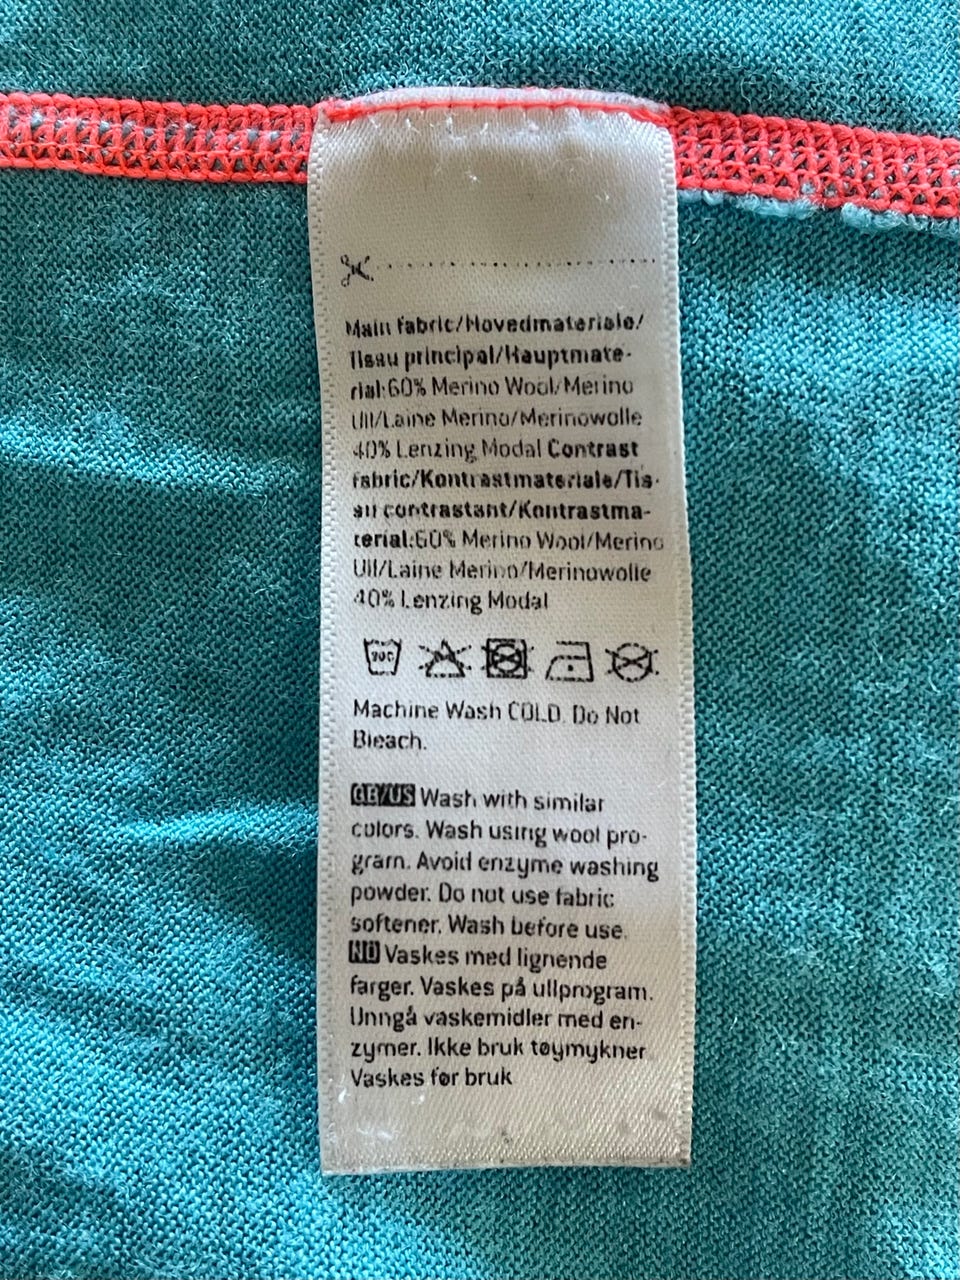 Main fabric/Hovedmateriale/
Tissu principal/Hauptmate-
rial:60% Merino Wool/Merino
Ull/Laine Merino/Merinowolle
40% Lenzing Modal Contrast
fabric/Kontrastmateriale/Tis-
su contrastant/Kontrastma-
terial:60% Merino Wool/Merino
Ull/Laine Merino/Merinowolle
40% Lenzing Modal
30C
Machine Wash COLD. Do Not
Bleach.
GB/US Wash with similar
colors. Wash using wool pro-
gram. Avoid enzyme washing
powder. Do not use fabric
softener. Wash before use.
NO Vaskes med lignende
farger. Vaskes på ullprogram.
Unngå vaskemidler med en-
zymer. Ikke bruk tøymykner
Vaskes før bruk